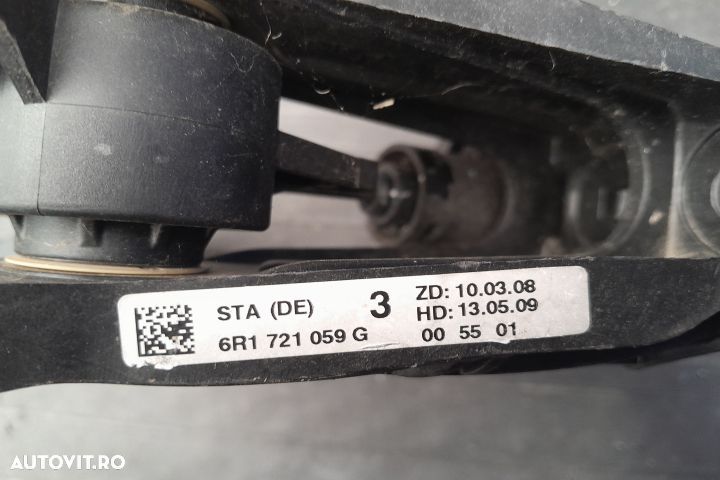 STA (DE) 3 ZD: 10.03.08
HD: 13.05.09
6R1 721 059 G 00 55 01
AUTOVIT.RO